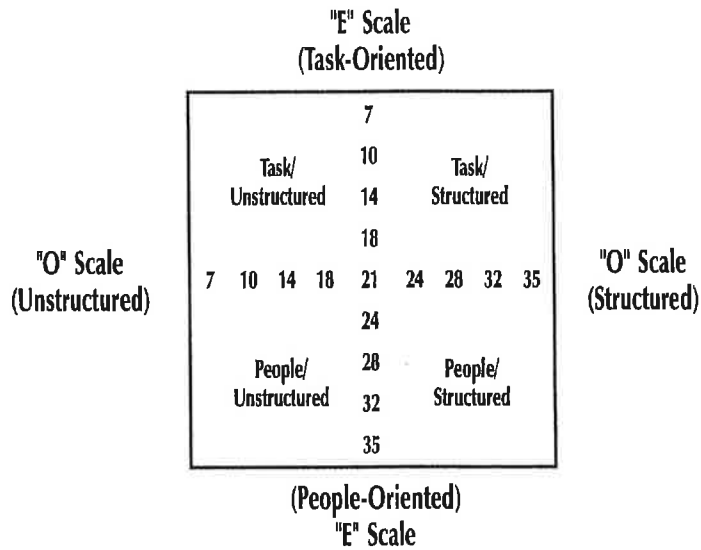 "E" Scale
(Task-Oriented)
7
10
Task/
Unstructured
14
Task/
Structured
18
"O" Scale
(Unstructured)
7 10 14 18 21 24 28 32 35
"O" Scale
(Structured)
24
28
People/
Unstructured
32
People/
Structured
35
(People-Oriented)
"E" Scale